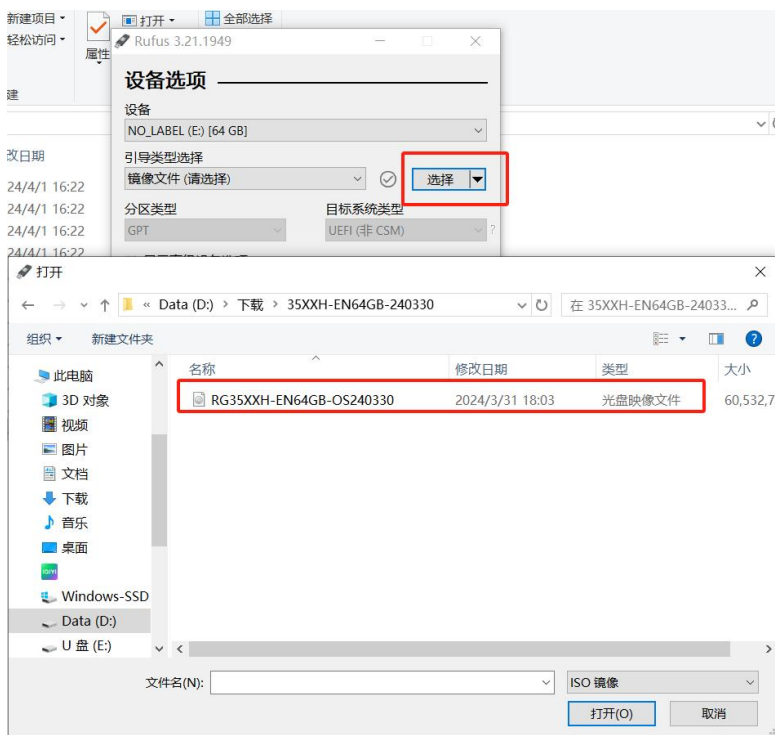 新建项目
打开
全部选择
轻松访问
属性
建
Rufus 3.21.1949
设备选项
设备
NO_LABEL (E:) [64 GB]
引导类型选择
镜像文件 (请选择)
选择
改日期
24/4/1 16:22
24/4/1 16:22
24/4/1 16:22
24/4/1 16:22
分区类型
目标系统类型
GPT
UEFI (非 CSM)
?
打开
« Data (D:) > 下载 > 35XXH-EN64GB-240330
在 35XXH-EN64GB-24033...
组织
新建文件夹
名称
修改日期
类型
大小
RG35XXH-EN64GB-OS240330
2024/3/31 18:03
光盘映像文件
60,532,7
此电脑
3D 对象
视频
图片
文档
下载
音乐
桌面
Windows-SSD
Data (D:)
U 盘 (E:)
文件名(N):
ISO 镜像
打开(O)
取消